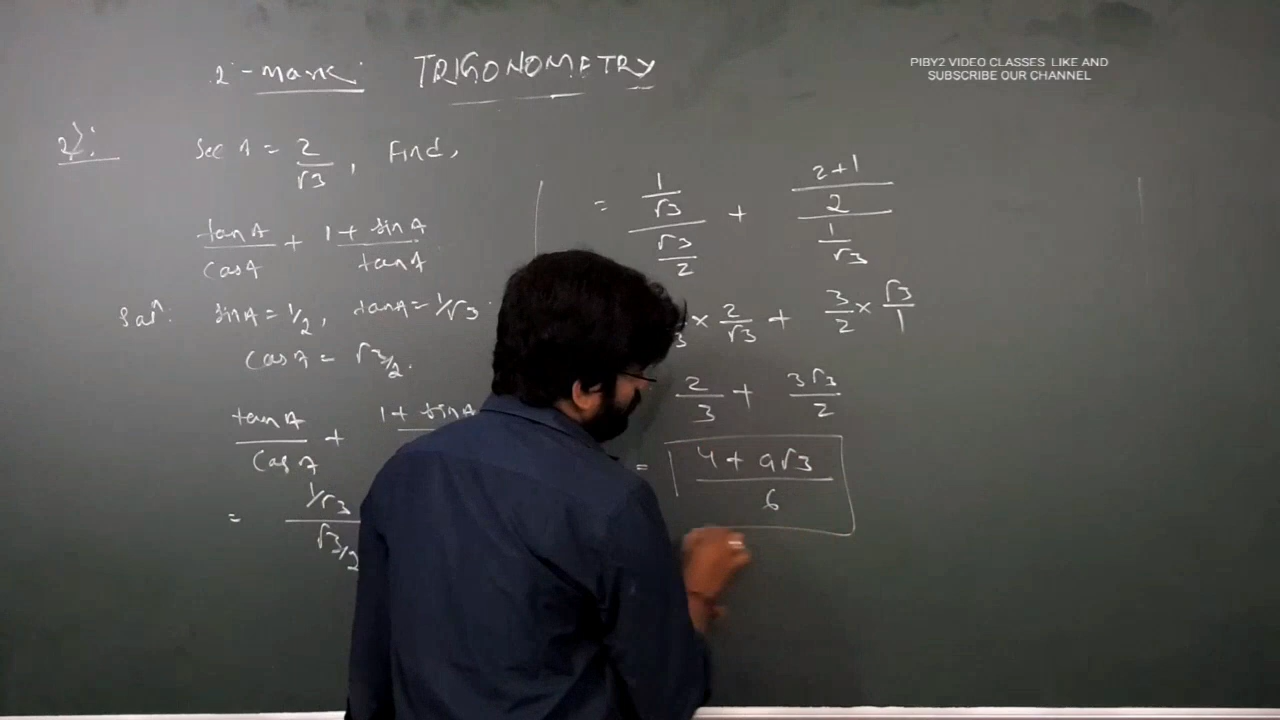 2-mark TRIGONOMETRY
PIBY2 VIDEO CLASSES LIKE AND
SUBSCRIBE OUR CHANNEL
2):
Sec A = 2/√3, Find,
tanA/cosA + 1 + sinA/tanA
Solⁿ: sinA = 1/2, tanA = 1/√3
Cos A = √3/2.
tanA/CosA + 1 + sinA
= 1/√3/√3/2
= 1/√3/√3/2 + 2+1/2/1/√3
3 × 2/√3 + 3/2 × √3/1
2/3 + 3√3/2
= 4 + 9√3/6